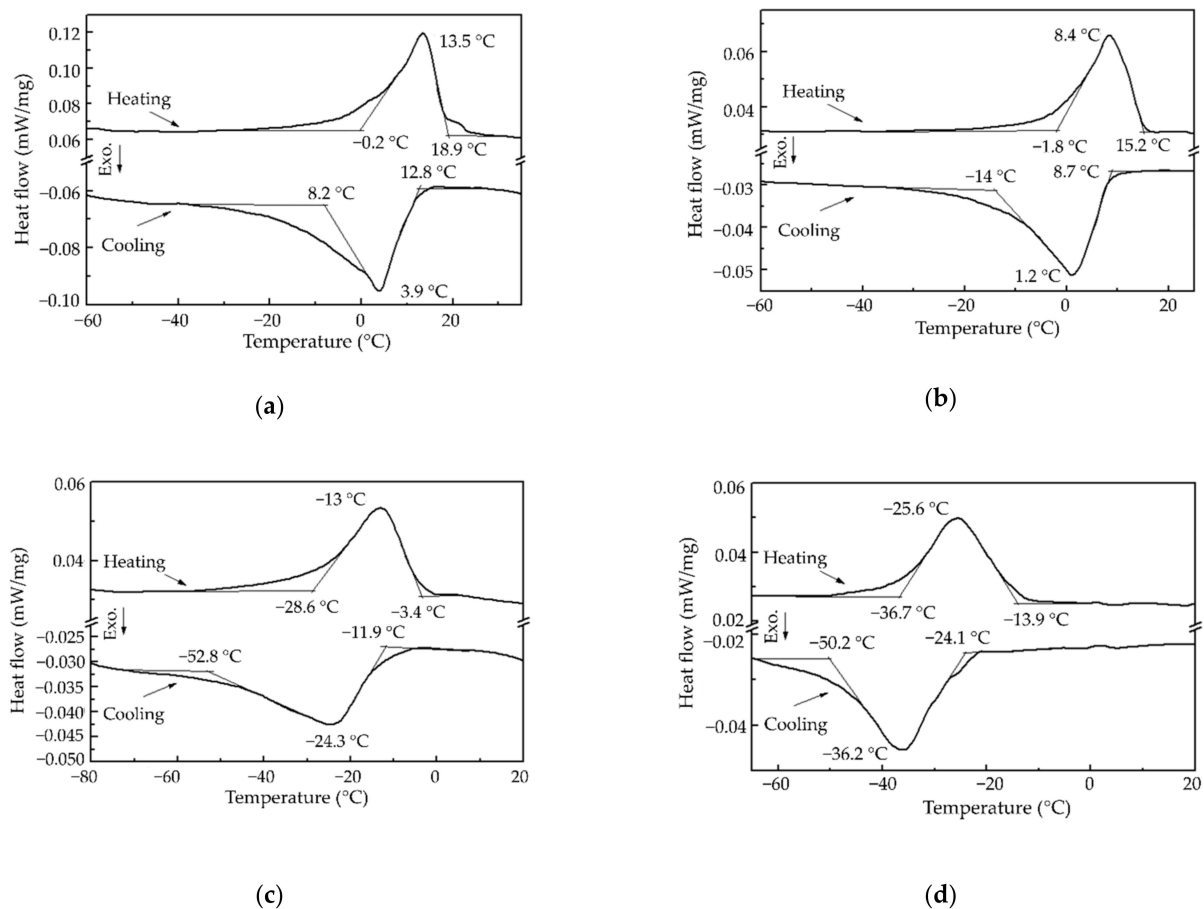 0.12
0.10
0.08
0.06
−0.06
−0.08
−0.10
Heat flow (mW/mg)
Heating
Exo.
Cooling
13.5 °C
−0.2 °C
18.9 °C
12.8 °C
8.2 °C
3.9 °C
−60 −40 −20 0 20
Temperature (°C)
(a)
0.06
0.04
−0.03
−0.05
Heat flow (mW/mg)
Heating
Exo.
Cooling
8.4 °C
−1.8 °C
15.2 °C
−14 °C
8.7 °C
1.2 °C
−60 −40 −20 0 20
Temperature (°C)
(b)
0.06
0.04
−0.025
−0.030
−0.035
−0.040
−0.045
−0.050
Heat flow (mW/mg)
Heating
Exo.
Cooling
−13 °C
−28.6 °C
−3.4 °C
−11.9 °C
−52.8 °C
−24.3 °C
−80 −60 −40 −20 0 20
Temperature (°C)
(c)
0.06
0.04
0.02
−0.02
−0.04
Heat flow (mW/mg)
Heating
Exo.
Cooling
−25.6 °C
−36.7 °C
−13.9 °C
−50.2 °C
−24.1 °C
−36.2 °C
−60 −40 −20 0 20
Temperature (°C)
(d)